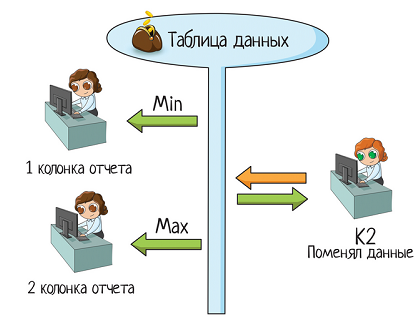 Таблица данных
Min
1 колонка отчета
K2
Поменял данные
Max
2 колонка отчета